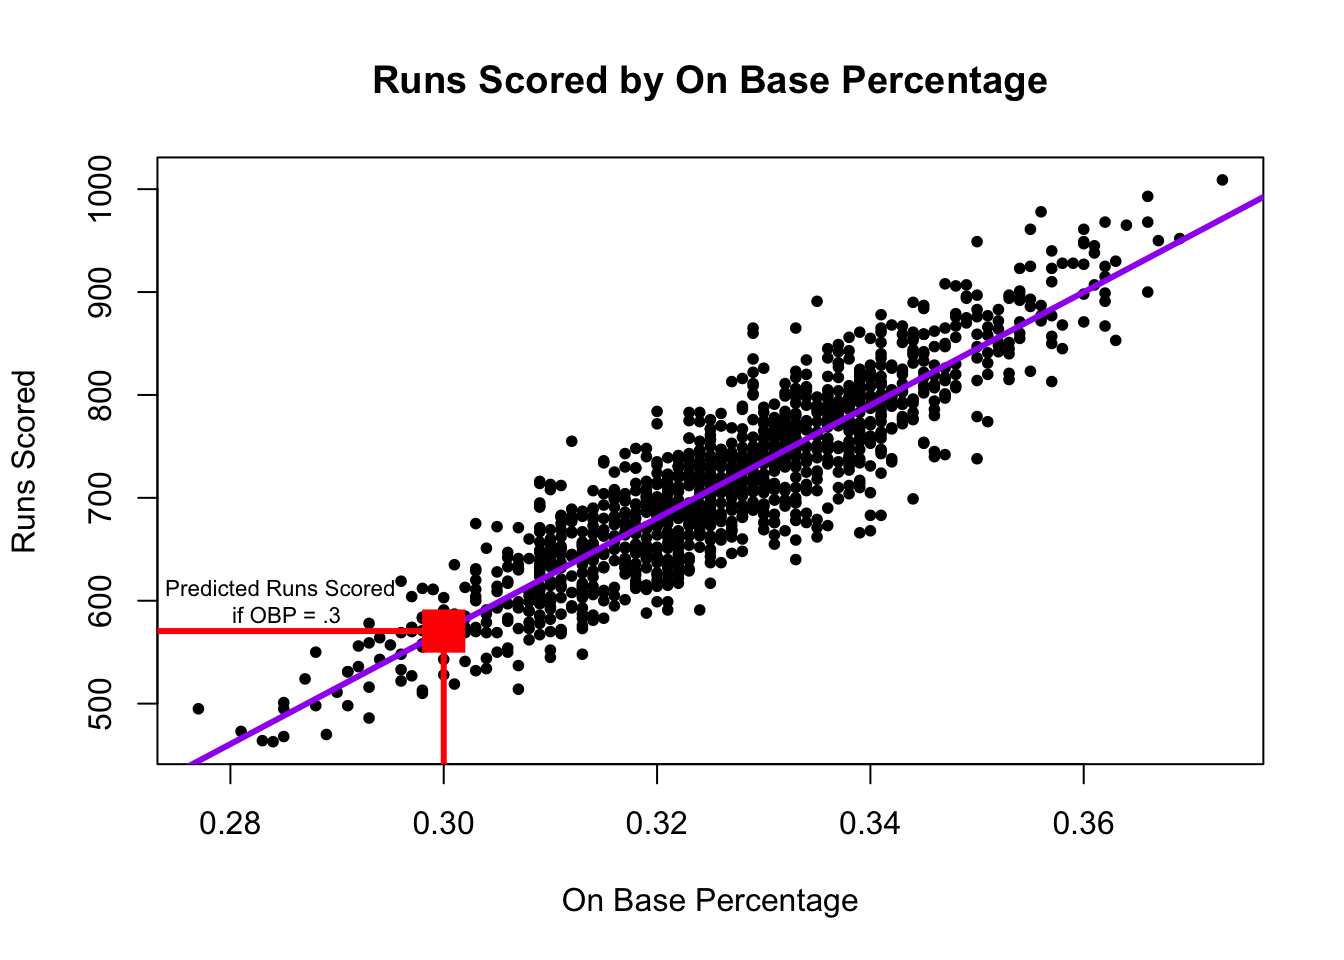 Runs Scored by On Base Percentage
1000
900
800
700
600
500
Runs Scored
Predicted Runs Scored
if OBP = .3
0.28 0.30 0.32 0.34 0.36
On Base Percentage